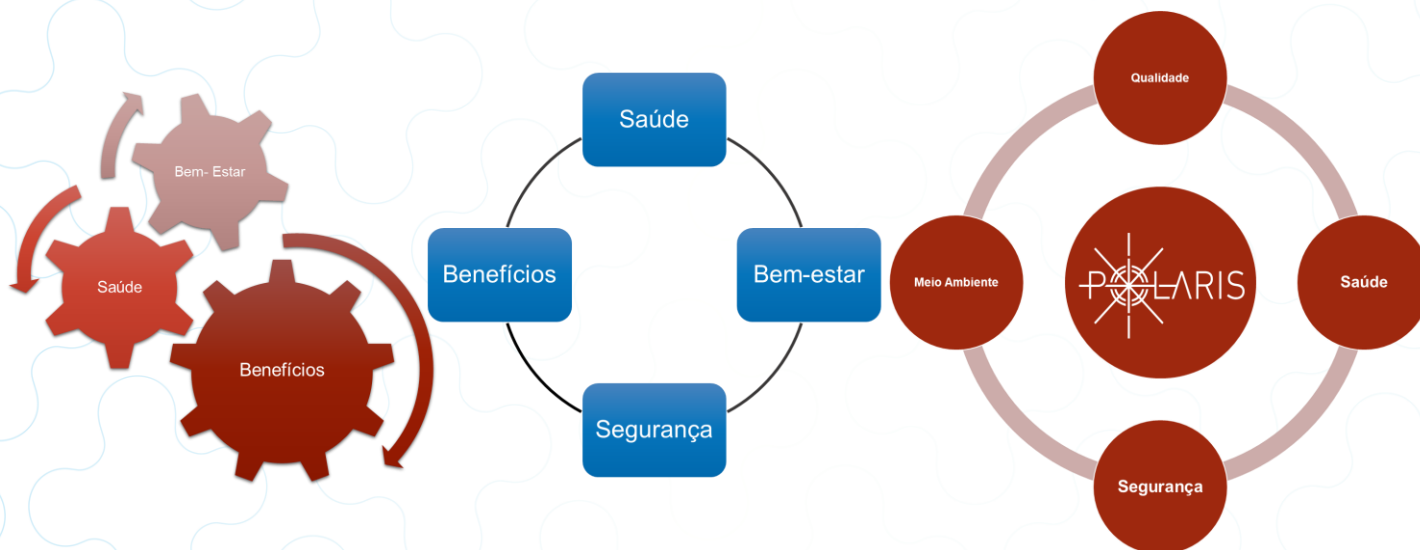 Bem- Estar
Saúde
Benefícios
Saúde
Benefícios
Bem-estar
Segurança
Qualidade
Meio Ambiente
POLARIS
Saúde
Segurança